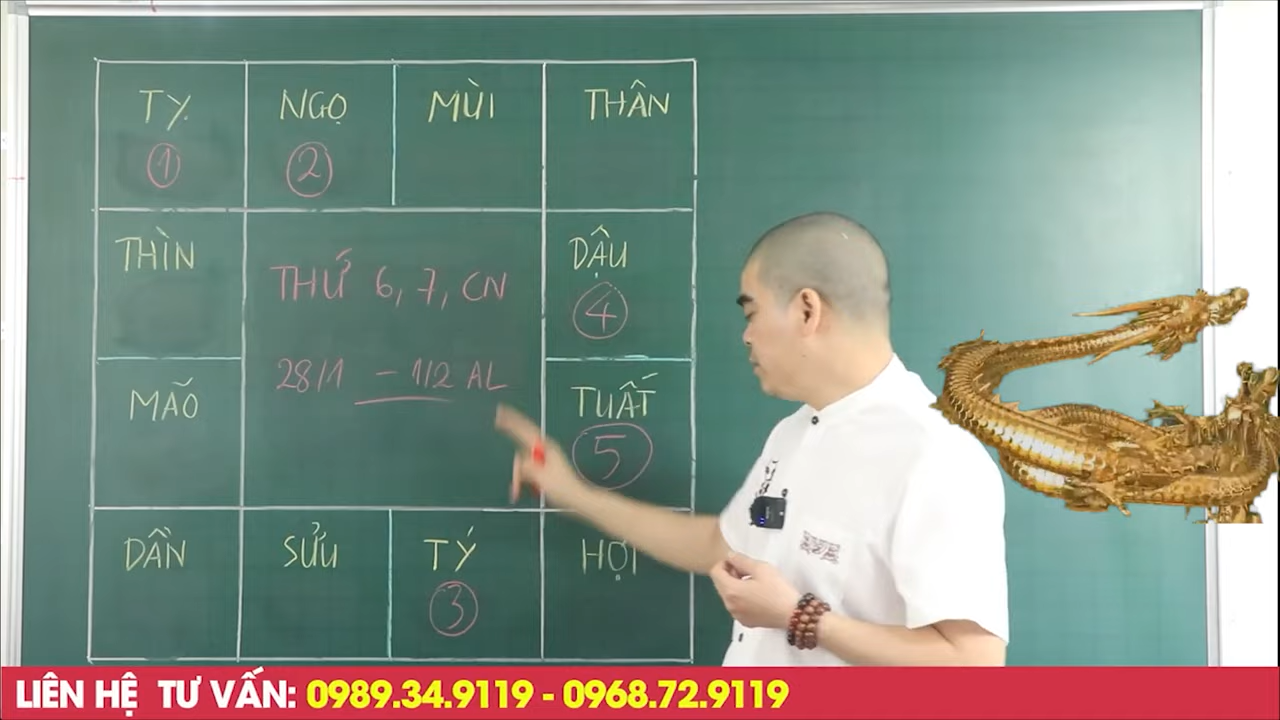 TỴ
①
NGỌ
②
MÙI
THÂN
THÌN
THỨ 6, 7, CN
DẬU
④
MÃO
28/1 - 1/2 AL
TUẤT
⑤
DẦN
SỬU
TÝ
③
HỢI
LIÊN HỆ TƯ VẤN: 0989.34.9119 - 0968.72.9119